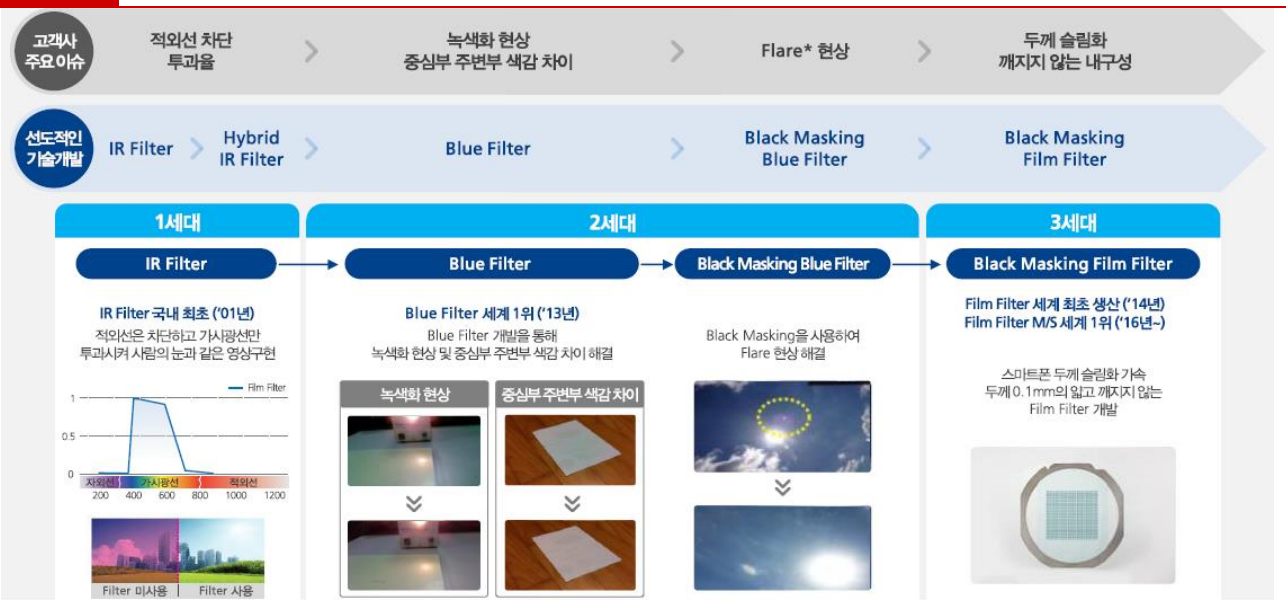 고객사
주요 이슈
적외선 차단
투과율
녹색화 현상
중심부 주변부 색감 차이
Flare* 현상
두께 슬림화
깨지지 않는 내구성
선도적인
기술개발
IR Filter
Hybrid
IR Filter
Blue Filter
Black Masking
Blue Filter
Black Masking
Film Filter
1세대
2세대
3세대
IR Filter
Blue Filter
Black Masking Blue Filter
Black Masking Film Filter
IR Filter 국내 최초 ('01년)
적외선은 차단하고 가시광선만
투과시켜 사람의 눈과 같은 영상구현
Film Filter
1
0.5
0
자외선 가시광선 적외선
200 400 600 800 1000 1200
Filter 미사용 | Filter 사용
Blue Filter 세계 1위 ('13년)
Blue Filter 개발을 통해
녹색화 현상 및 중심부 주변부 색감 차이 해결
녹색화 현상
중심부 주변부 색감 차이
Black Masking을 사용하여
Flare 현상 해결
Film Filter 세계 최초 생산 ('14년)
Film Filter M/S 세계 1위 ('16년~)
스마트폰 두께 슬림화 가속
두께 0.1mm의 얇고 깨지지 않는
Film Filter 개발